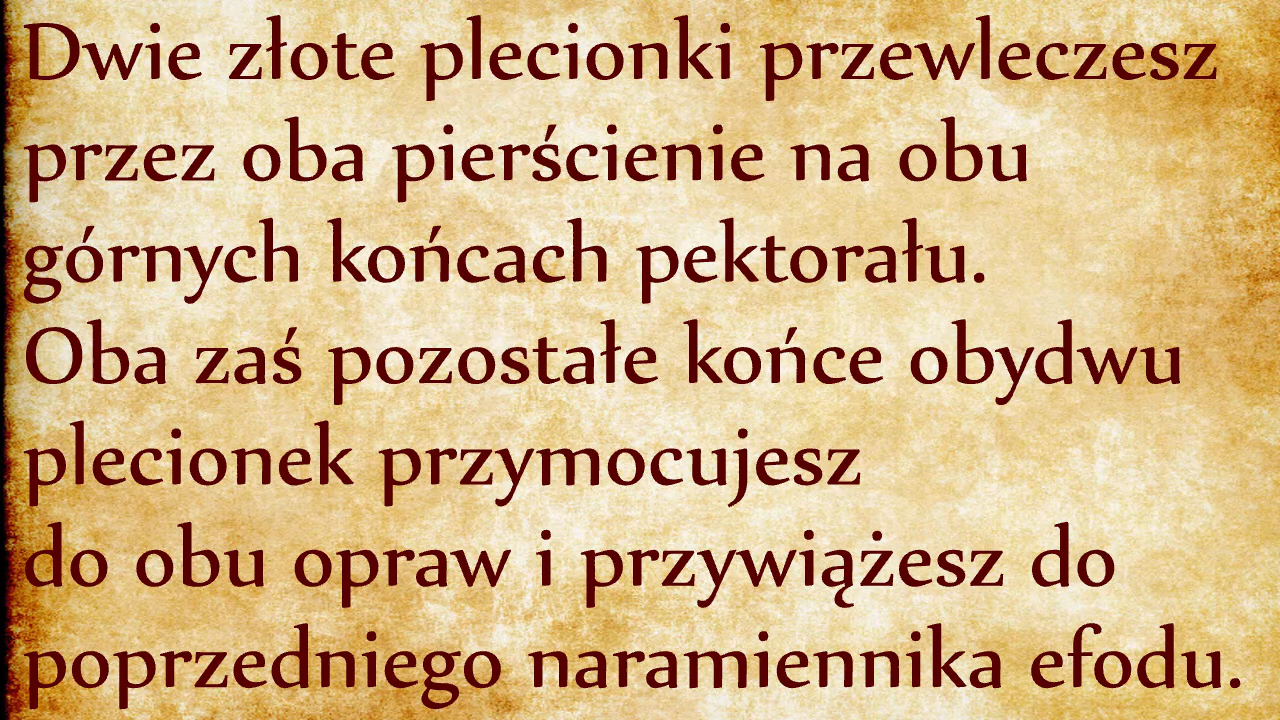 Dwie złote plecionki przewleczesz
przez oba pierścienie na obu
górnych końcach pektorału.
Oba zaś pozostałe końce obydwu
plecionek przymocujesz
do obu opraw i przywiążesz do
poprzedniego naramiennika efodu.